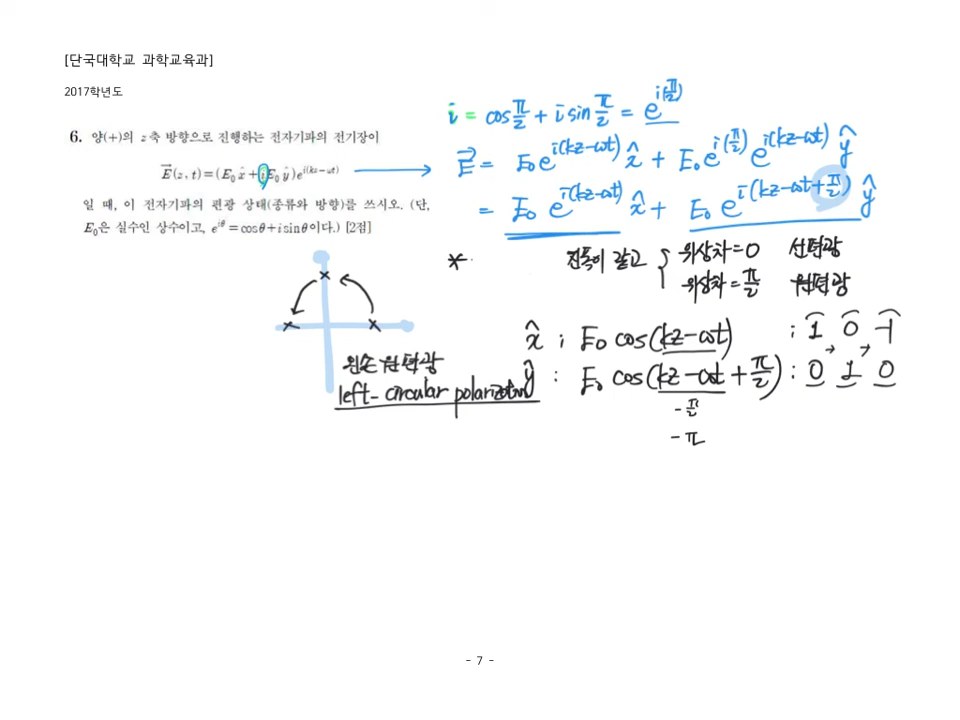 [단국대학교 과학교육과]
2017학년도
6. 양(+)의 z축 방향으로 진행하는 전자기파의 전기장이
E⃗(z, t)=(E₀x̂+iE₀ŷ)e^{i(kz−ωt)}
일 때, 이 전자기파의 편광 상태(종류와 방향)를 쓰시오. (단,
E₀은 실수인 상수이고, e^{iθ}=cosθ+isinθ이다.) [2점]
i = cos π/2 + i sin π/2 = e^{i(π/2)}
E⃗ = E₀e^{i(kz-ωt)} x̂ + E₀e^{i(π/2)} e^{i(kz-ωt)} ŷ
= E₀ e^{i(kz-ωt)} x̂ + E₀ e^{i(kz-ωt+π/2)} ŷ
* 진폭이 같고 { 위상차=0 선편광
위상차=π/2 원편광
x̂ ; E₀ cos(kz-ωt) ; 1 0 -1
ŷ : E₀ cos(kz-ωt+π/2) : 0 1 0
-π/2
-π
왼손 원편광
left-circular polarization
- 7 -